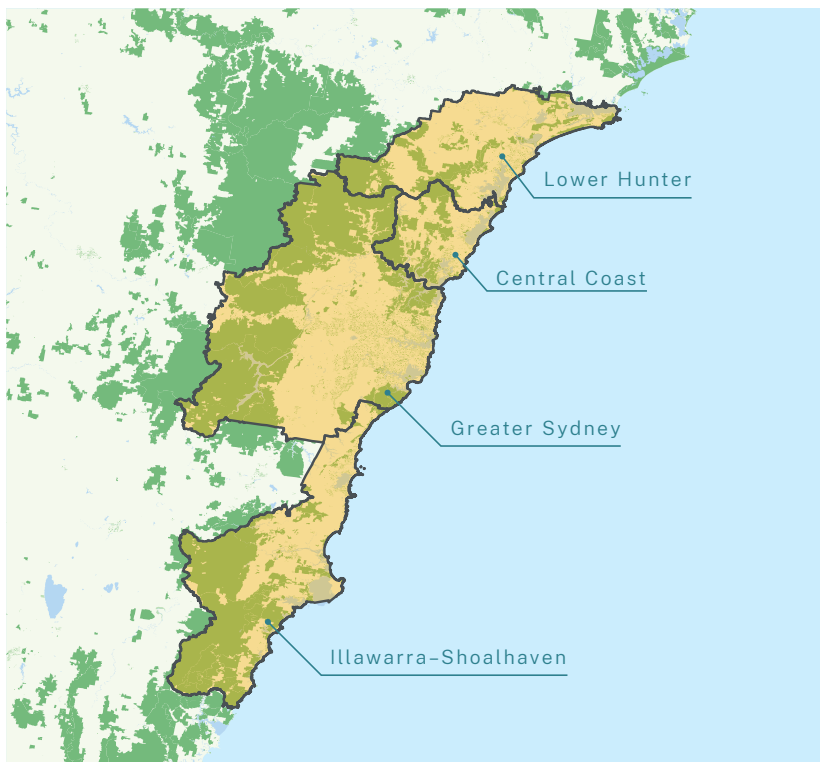 Lower Hunter
Central Coast
Greater Sydney
Illawarra–Shoalhaven